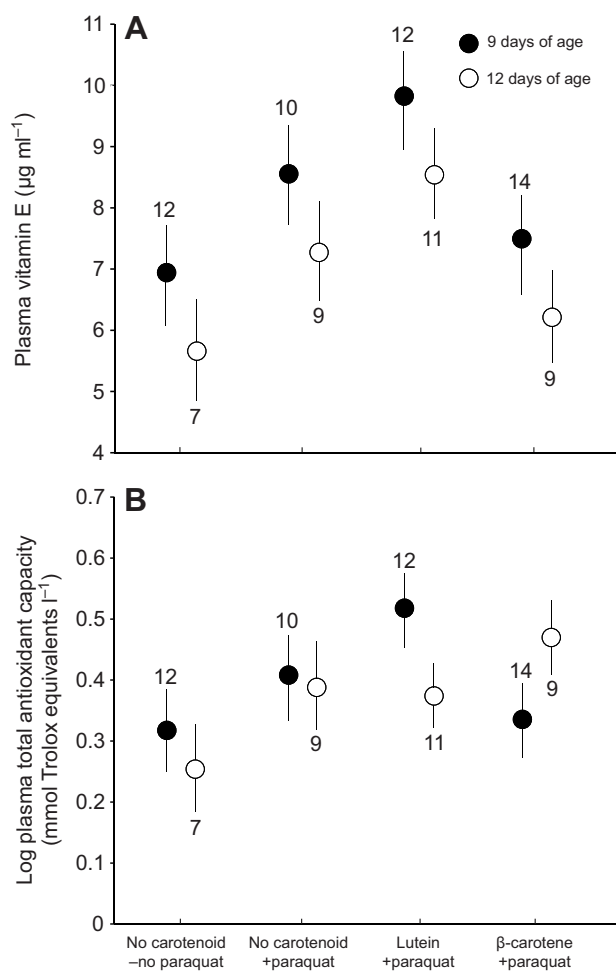 A
9 days of age
12 days of age
Plasma vitamin E (µg ml⁻¹)
11
10
9
8
7
6
5
4
12
10
12
14
7
9
11
9
B
Log plasma total antioxidant capacity
(mmol Trolox equivalents l⁻¹)
0.7
0.6
0.5
0.4
0.3
0.2
0.1
0
12
10
12
14
7
9
11
9
No carotenoid
–no paraquat
No carotenoid
+paraquat
Lutein
+paraquat
β-carotene
+paraquat